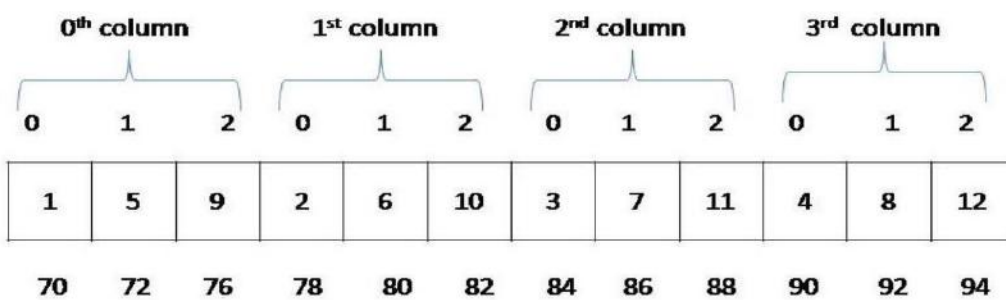 0th column 1st column 2nd column 3rd column
0 1 2 0 1 2 0 1 2 0 1 2
1 5 9 2 6 10 3 7 11 4 8 12
70 72 76 78 80 82 84 86 88 90 92 94